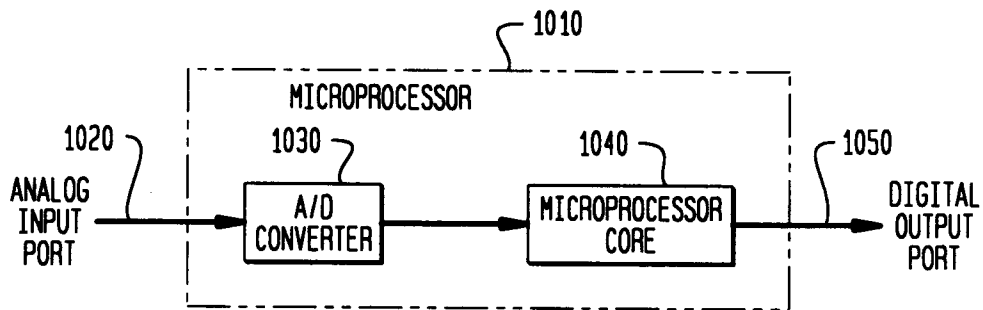 1010
MICROPROCESSOR
1020
1030
1040
1050
ANALOG
INPUT
PORT
A/D
CONVERTER
MICROPROCESSOR
CORE
DIGITAL
OUTPUT
PORT